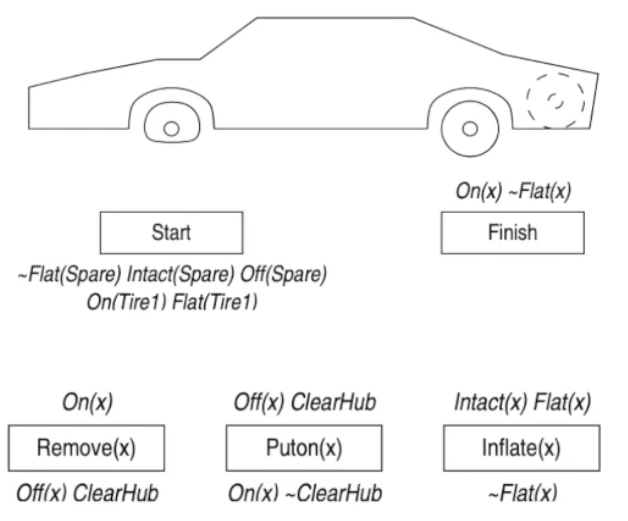 On(x) ~Flat(x)
Start
Finish
~Flat(Spare) Intact(Spare) Off(Spare)
On(Tire1) Flat(Tire1)
On(x)
Off(x) ClearHub
Intact(x) Flat(x)
Remove(x)
Puton(x)
Inflate(x)
Off(x) ClearHub
On(x) ~ClearHub
~Flat(x)